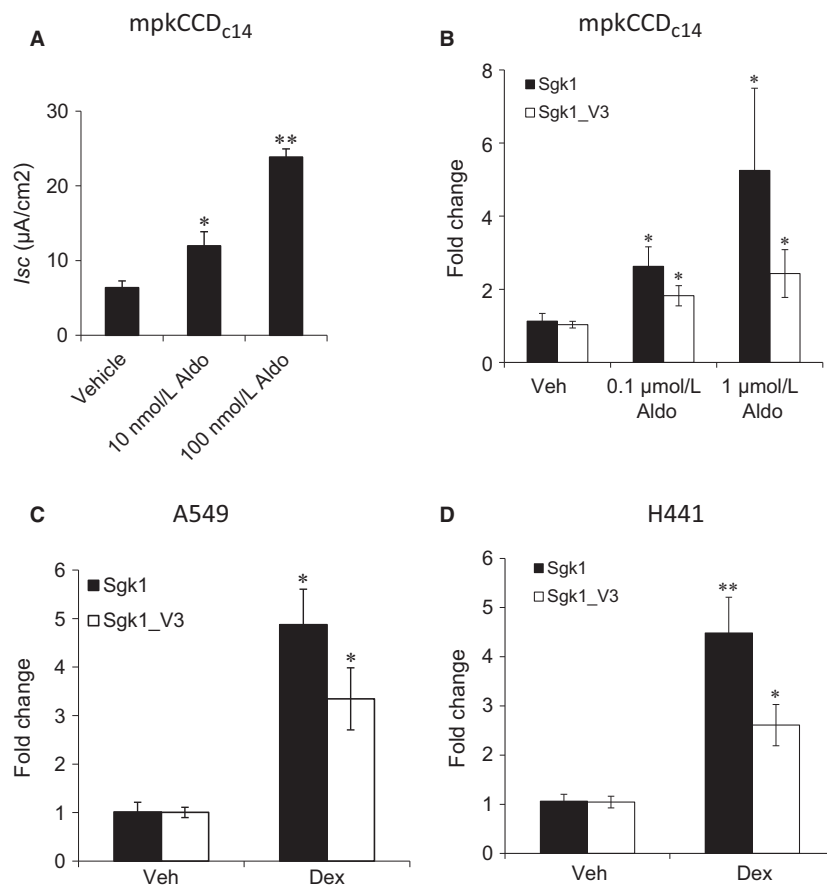 A
mpkCCDc14
Isc (µA/cm2)
30
20
10
0
*
**
Vehicle
10 nmol/L Aldo
100 nmol/L Aldo
B
mpkCCDc14
Sgk1
Sgk1_V3
Fold change
8
6
4
2
0
*
*
*
*
Veh
0.1 µmol/L
Aldo
1 µmol/L
Aldo
C
A549
Sgk1
Sgk1_V3
Fold change
6
5
4
3
2
1
0
*
*
Veh
Dex
D
H441
Sgk1
Sgk1_V3
Fold change
6
5
4
3
2
1
0
**
*
Veh
Dex